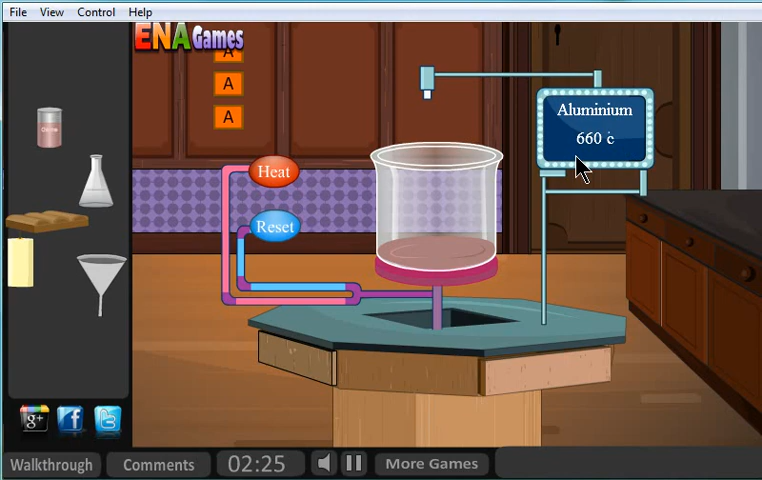 File View Control Help
ENA Games
A
A
A
Aluminium
660 c
Heat
Reset
g+ f
Walkthrough Comments 02:25 More Games